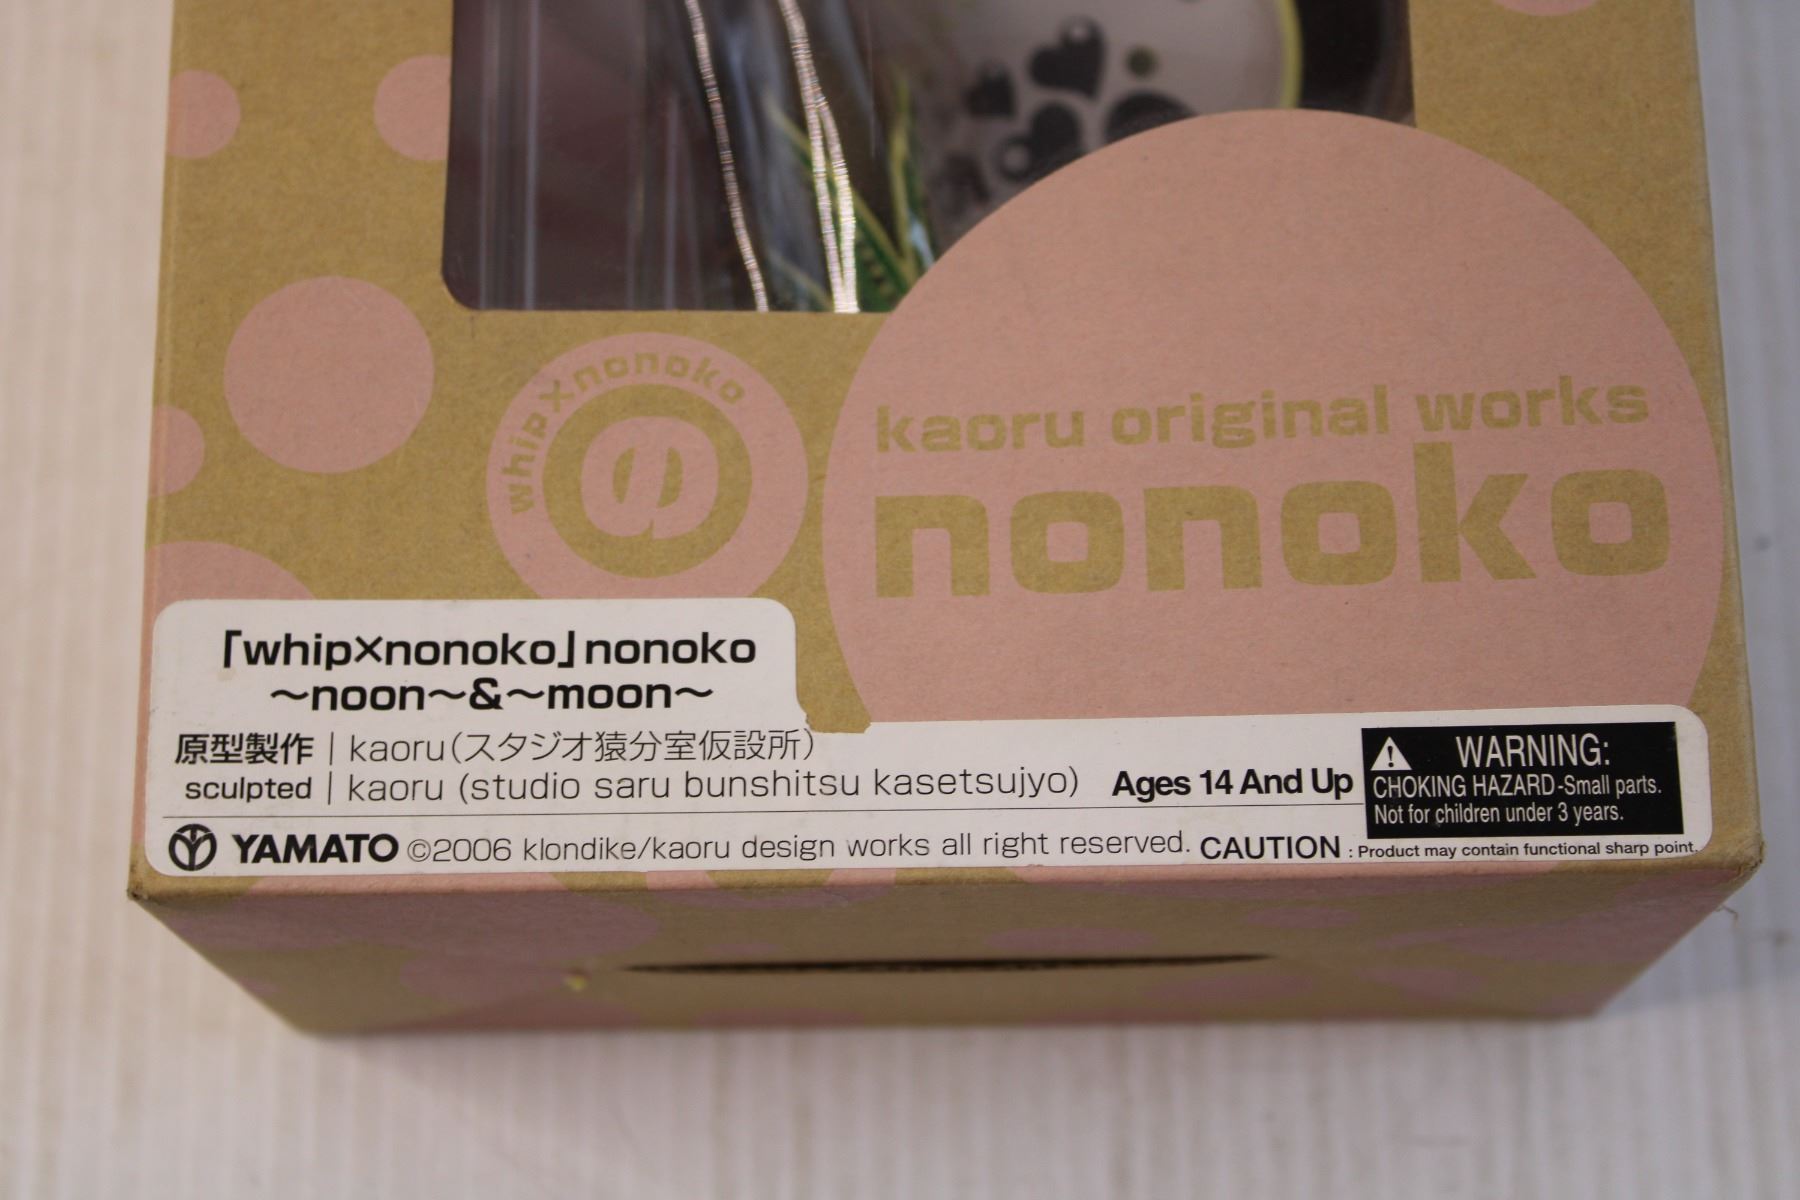 whip×nonoko
kaoru original works
nonoko
「whip×nonoko」nonoko
～noon～&～moon～
原型製作｜kaoru（スタジオ猿分室仮設所）
sculpted｜kaoru (studio saru bunshitsu kasetsujyo)
Ages 14 And Up
WARNING:
CHOKING HAZARD-Small parts.
Not for children under 3 years.
YAMATO ©2006 klondike/kaoru design works all right reserved.
CAUTION : Product may contain functional sharp point.